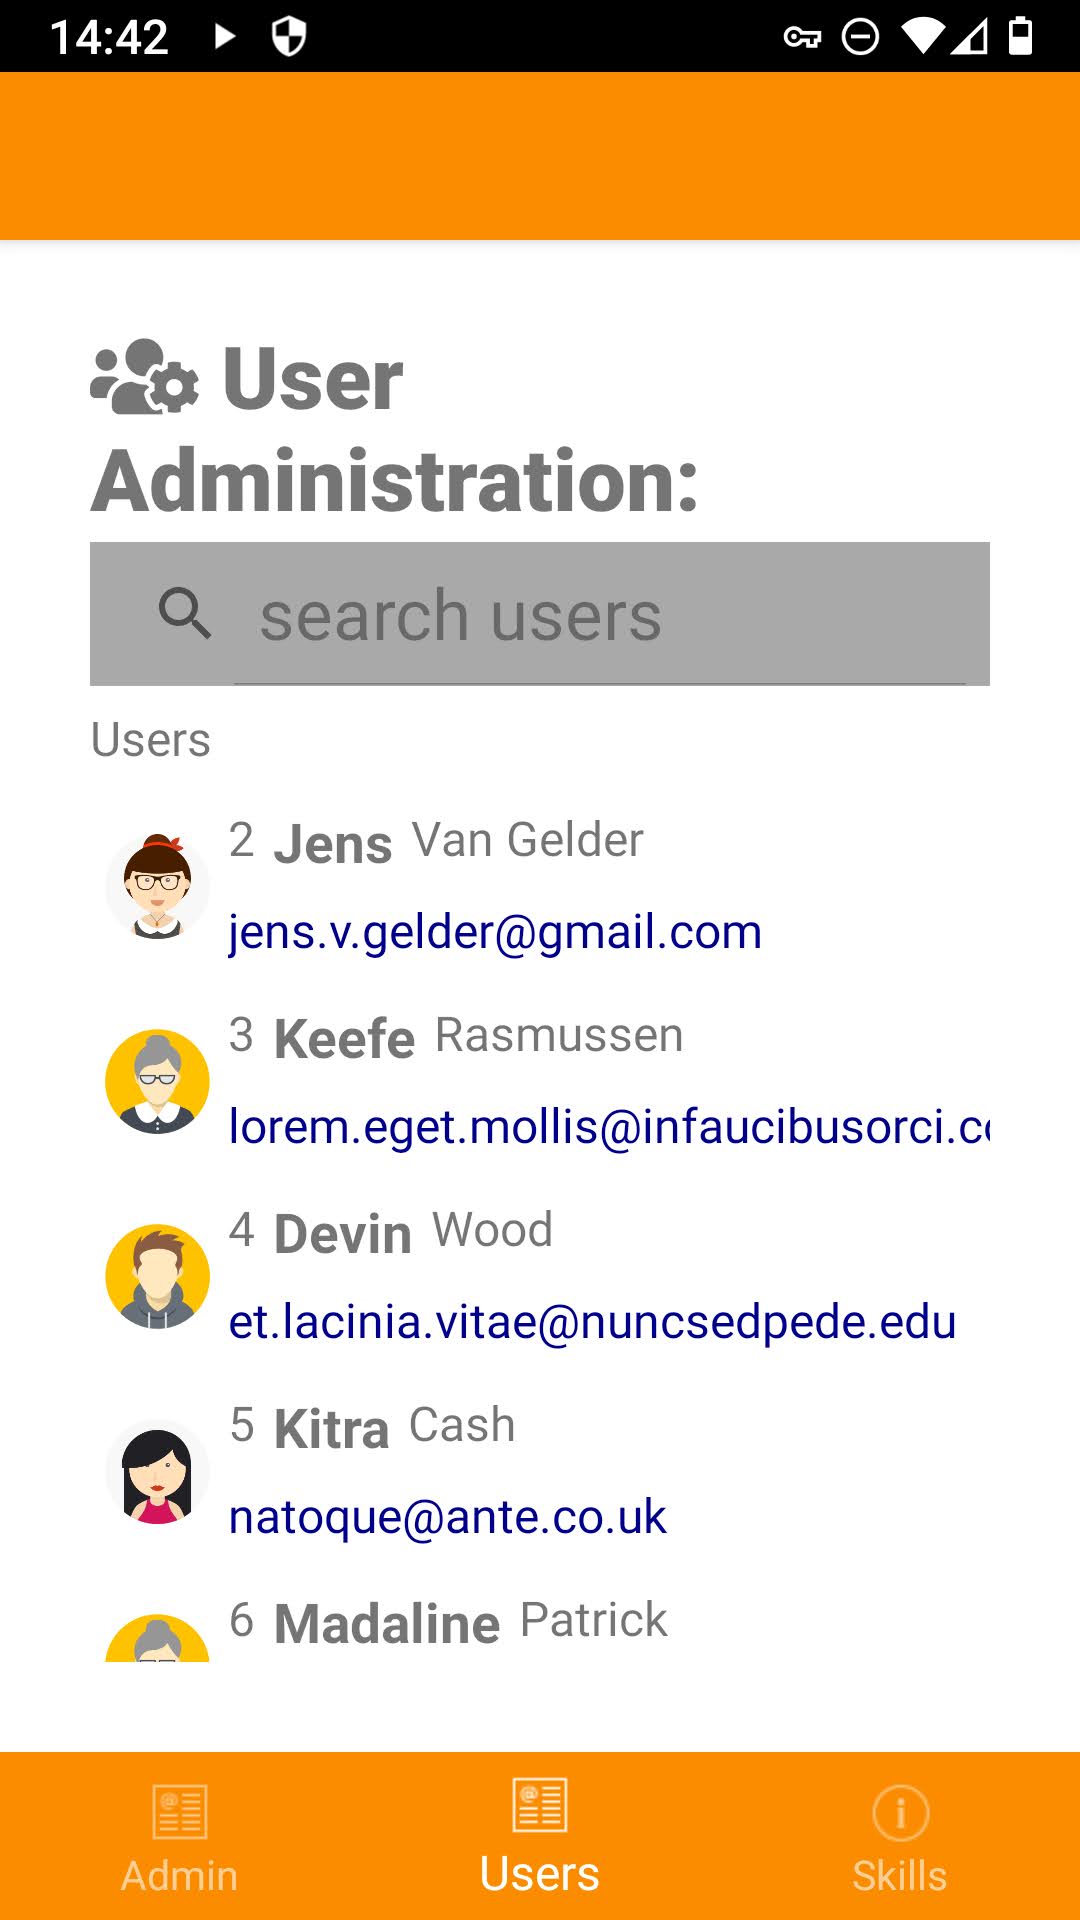 14:42
User
Administration:
search users
Users
2 Jens Van Gelder
jens.v.gelder@gmail.com
3 Keefe Rasmussen
lorem.eget.mollis@infaucibusorci.co
4 Devin Wood
et.lacinia.vitae@nuncsedpede.edu
5 Kitra Cash
natoque@ante.co.uk
6 Madaline Patrick
Admin
Users
Skills